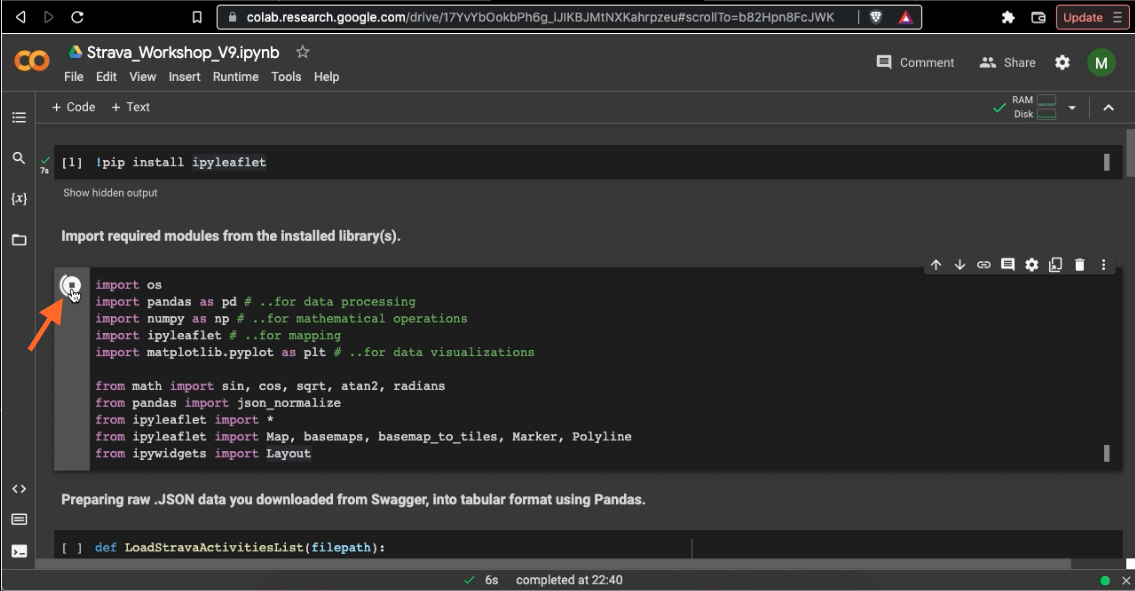 colab.research.google.com/drive/17YvYbOokbPh6g_lJlKBJMtNXKahrpzeu#scrollTo=b82Hpn8FcJWK
Update
Strava_Workshop_V9.ipynb
File Edit View Insert Runtime Tools Help
Comment
Share
M
+ Code + Text
RAM
Disk
7s
[1] !pip install ipyleaflet
Show hidden output
Import required modules from the installed library(s).
{x}
import os
import pandas as pd # ..for data processing
import numpy as np # ..for mathematical operations
import ipyleaflet # ..for mapping
import matplotlib.pyplot as plt # ..for data visualizations
from math import sin, cos, sqrt, atan2, radians
from pandas import json_normalize
from ipyleaflet import *
from ipyleaflet import Map, basemaps, basemap_to_tiles, Marker, Polyline
from ipywidgets import Layout
Preparing raw .JSON data you downloaded from Swagger, into tabular format using Pandas.
[ ] def LoadStravaActivitiesList(filepath):
6s completed at 22:40